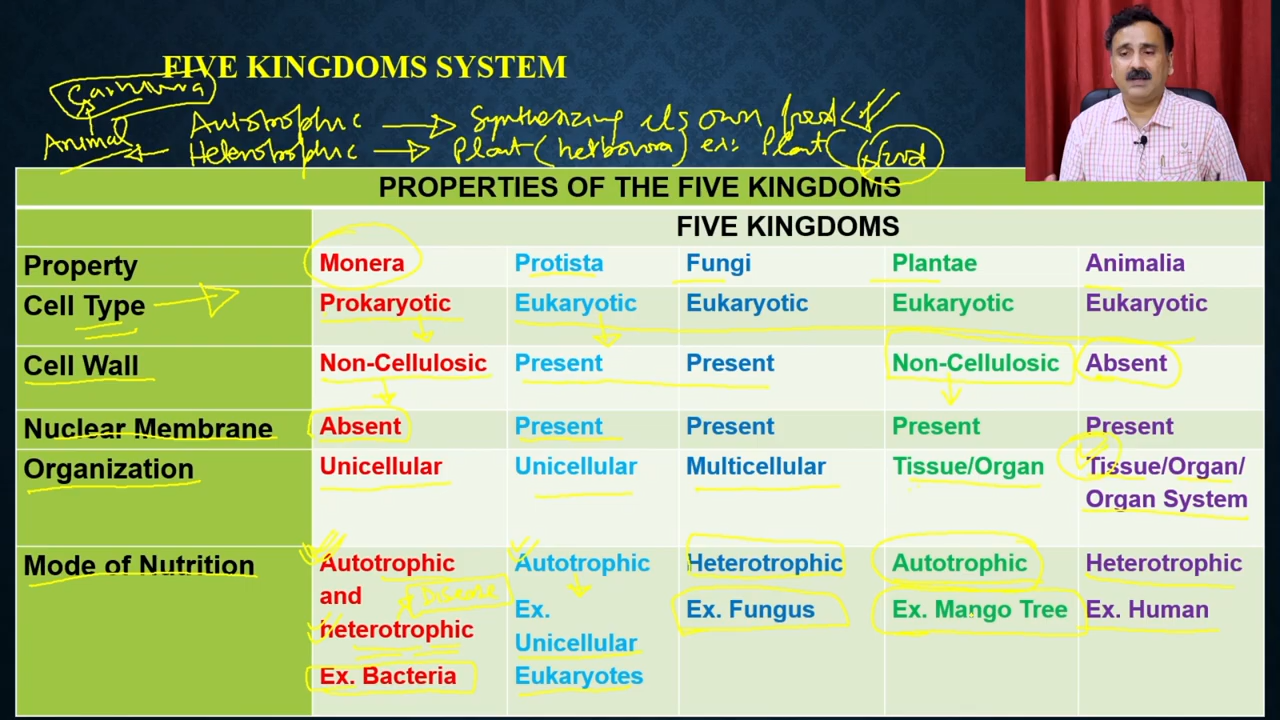 FIVE KINGDOMS SYSTEM
Carnivora
Autotrophic → Synthesizing its own food
Animal ← Heterotrophic → Plant (herbovora) ex: Plant (food)
PROPERTIES OF THE FIVE KINGDOMS
FIVE KINGDOMS
Property Monera Protista Fungi Plantae Animalia
Cell Type Prokaryotic Eukaryotic Eukaryotic Eukaryotic Eukaryotic
Cell Wall Non-Cellulosic Present Present Non-Cellulosic Absent
Nuclear Membrane Absent Present Present Present Present
Organization Unicellular Unicellular Multicellular Tissue/Organ Tissue/Organ/
Organ System
Mode of Nutrition Autotrophic Autotrophic Heterotrophic Autotrophic Heterotrophic
and Disease Ex. Ex. Fungus Ex. Mango Tree Ex. Human
heterotrophic Unicellular
Ex. Bacteria Eukaryotes